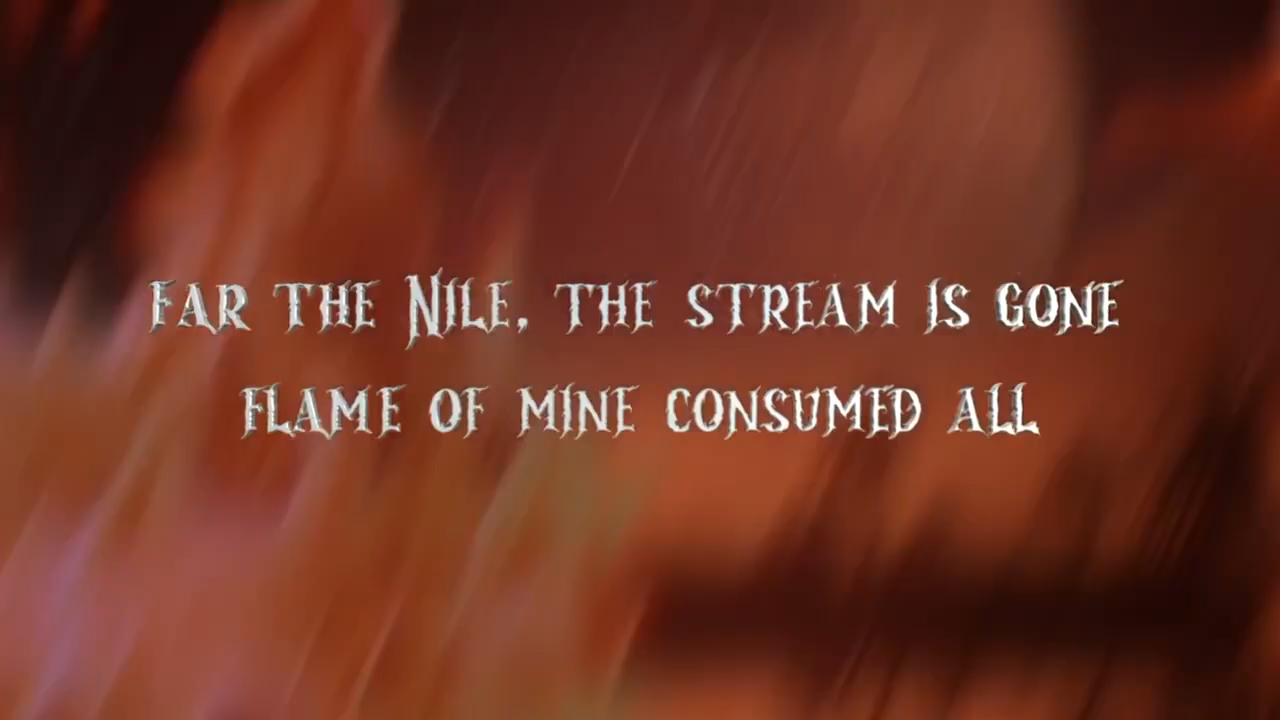 Far the Nile, the stream is gone
flame of mine consumed all